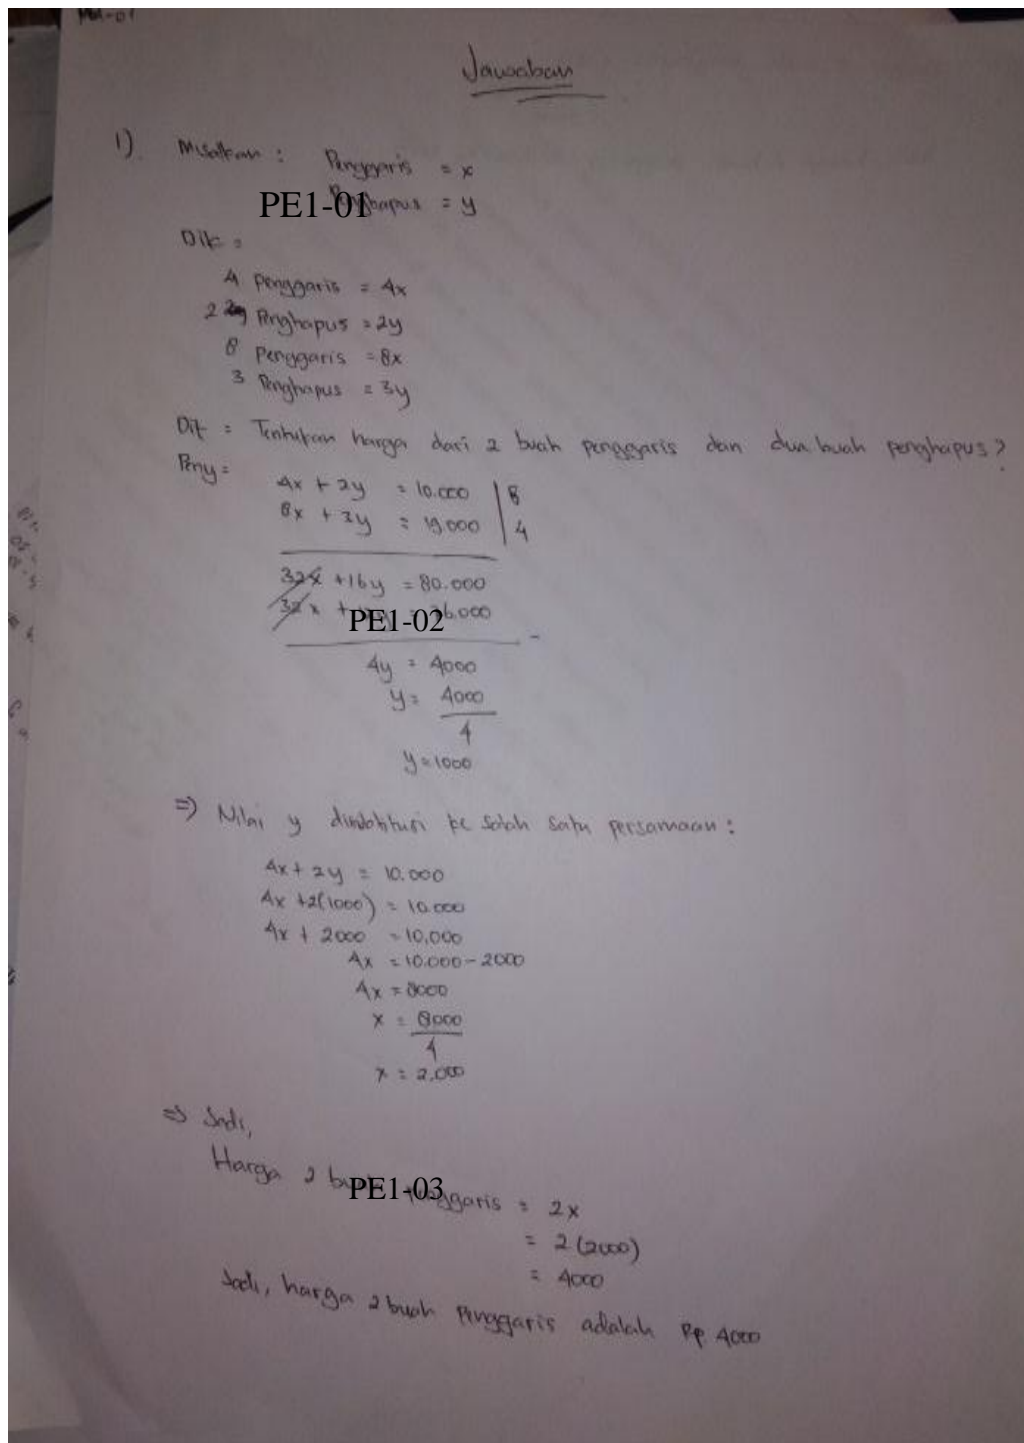 Jawaban
1). Misalkan : Penggaris = x
PE1-01 Penghapus = y
Dik =
4 Penggaris = 4x
2 Penghapus = 2y
8 Penggaris = 8x
3 Penghapus = 3y
Dit = Tentukan harga dari 2 buah penggaris dan dua buah penghapus?
Peny =
4x + 2y = 10.000 | 8
8x + 3y = 19.000 | 4
32x + 16y = 80.000
32x + PE1-02 6.000
-
4y = 4000
y = 4000
4
y = 1000
=> Nilai y ke salah satu persamaan :
4x + 2y = 10.000
4x + 2(1000) = 10.000
4x + 2000 = 10.000
4x = 10.000 - 2000
4x = 8000
x = 8000
4
x = 2.000
=> Jadi,
Harga 2 buah PE1-03 penggaris = 2x
= 2 (2000)
= 4000
Jadi, harga 2 buah Penggaris adalah Rp 4000